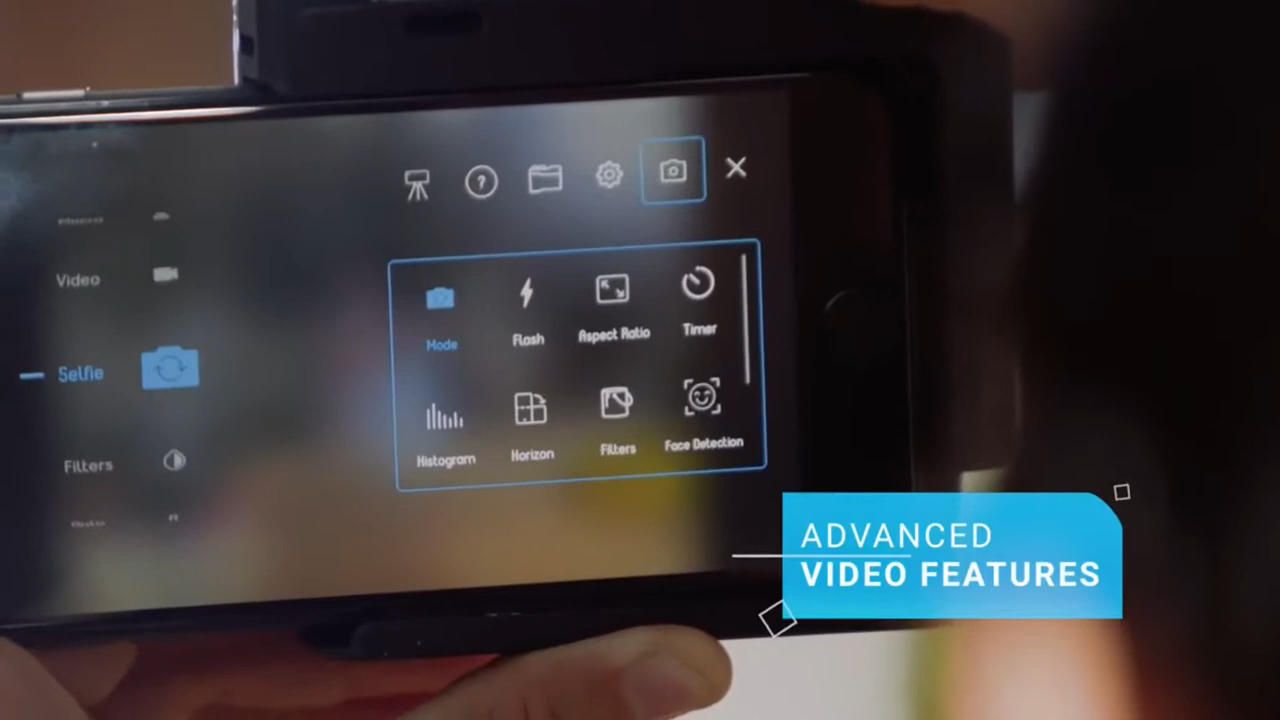 ?
Video
Selfie
Filters
Mode
Flash
Aspect Ratio
Timer
Histogram
Horizon
Filters
Face Detection
ADVANCED
VIDEO FEATURES